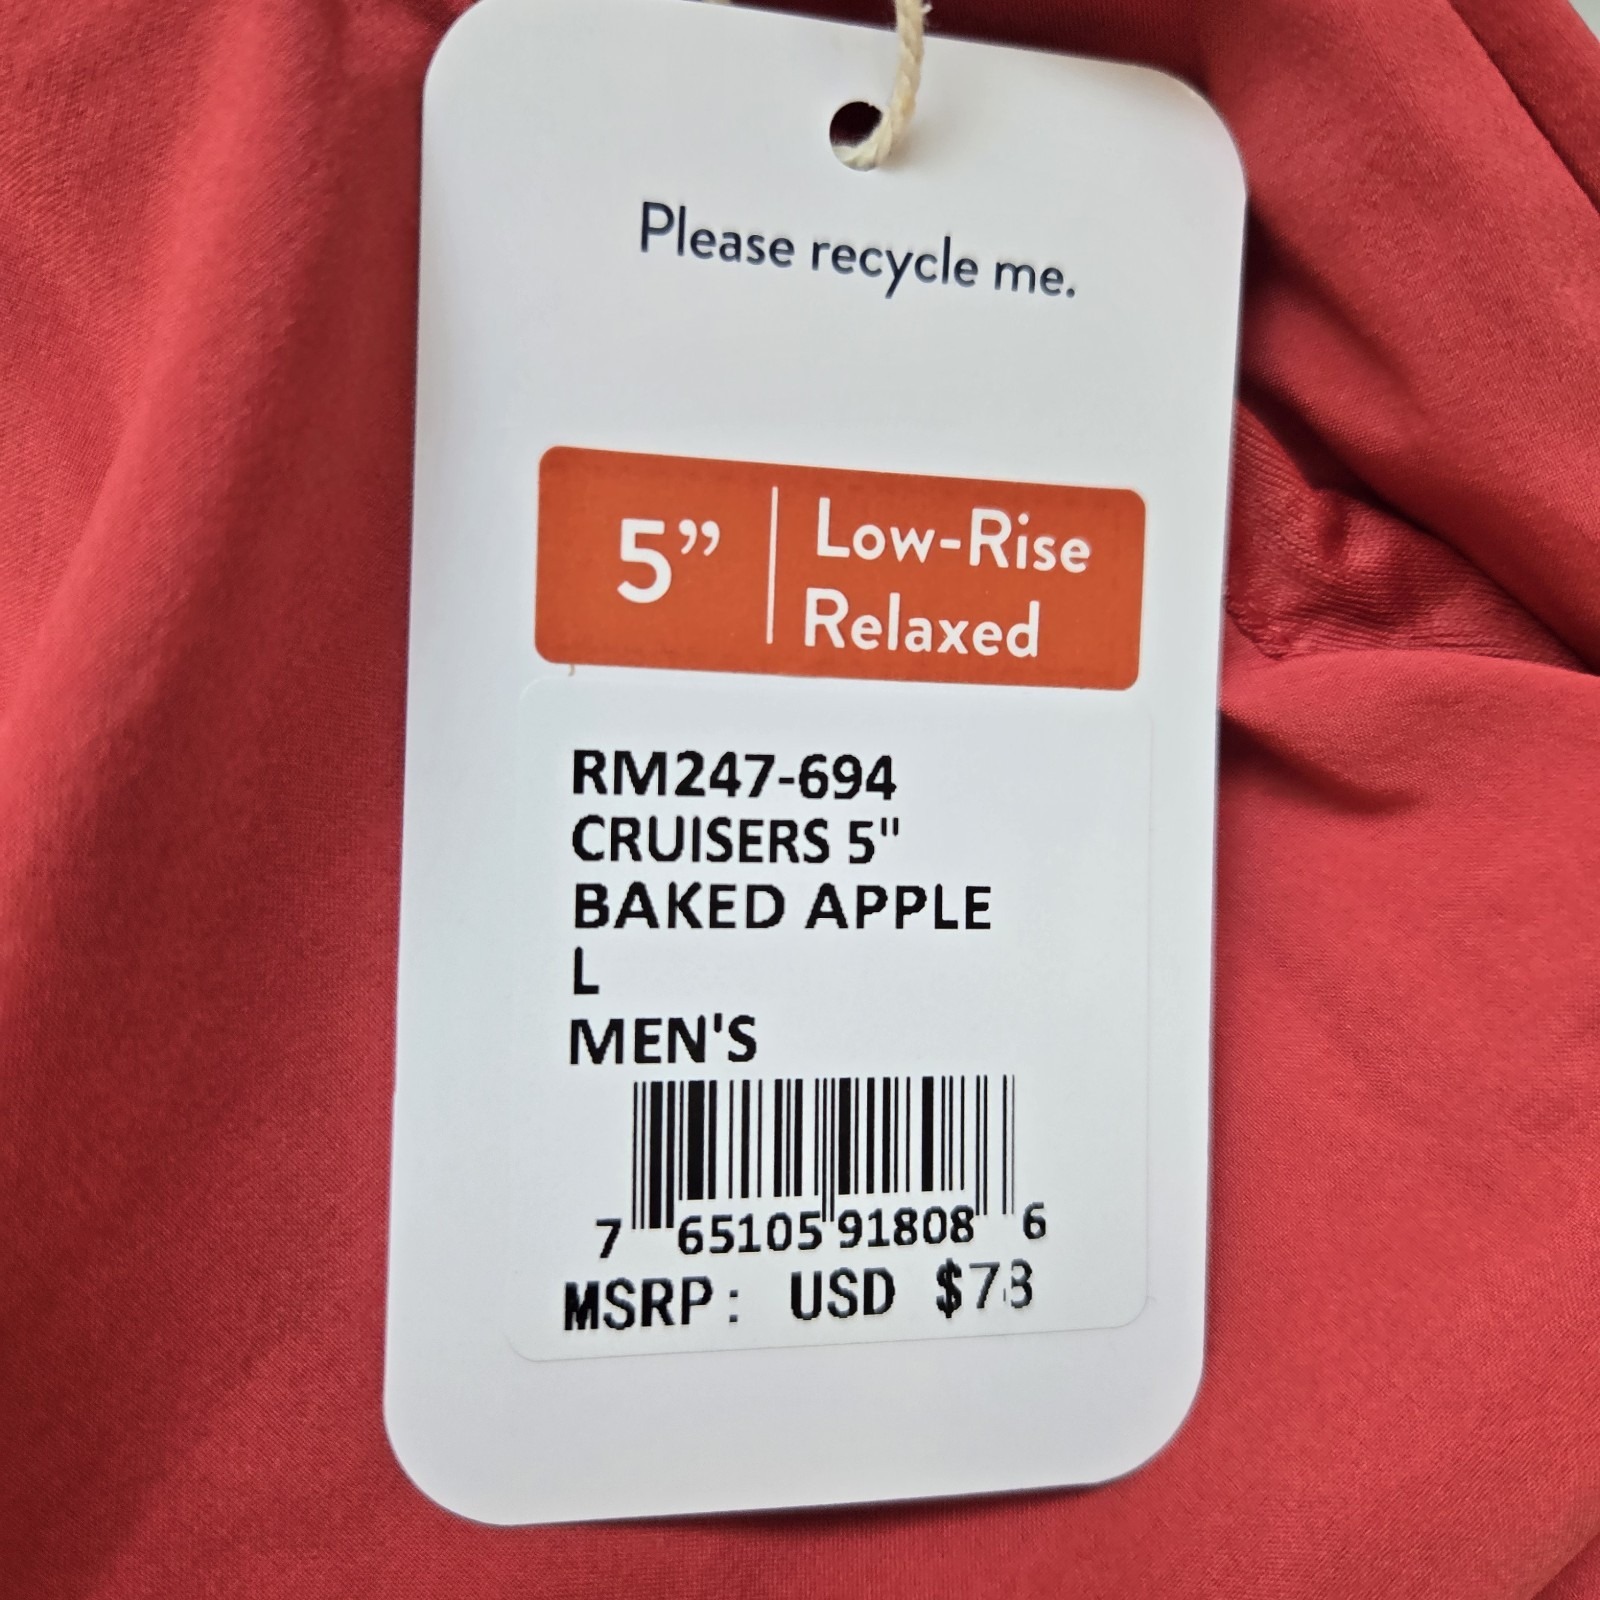 Please recycle me.
5”
Low-Rise
Relaxed
RM247-694
CRUISERS 5"
BAKED APPLE
L
MEN'S
7 65105 91808 6
MSRP: USD $78